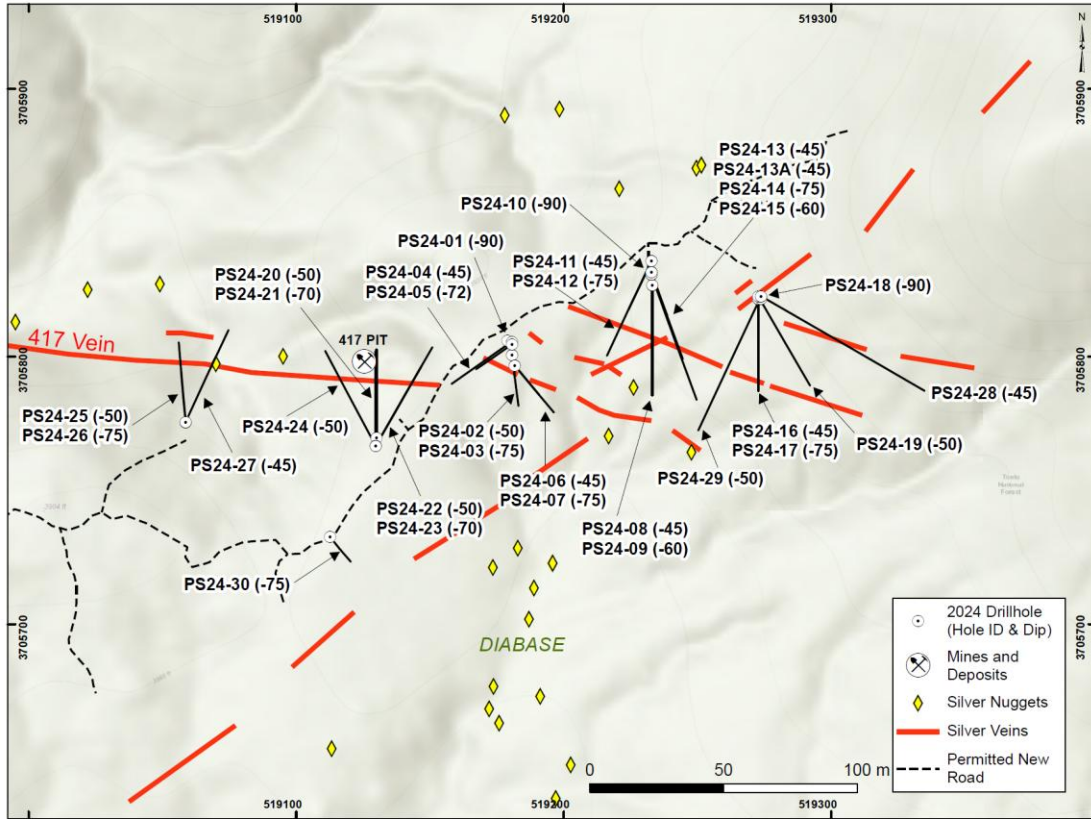 519100
519200
519300
N
3705900
3705900
PS24-13 (-45)
PS24-13A (-45)
PS24-14 (-75)
PS24-15 (-60)
PS24-10 (-90)
PS24-01 (-90)
PS24-20 (-50)
PS24-21 (-70)
PS24-04 (-45)
PS24-05 (-72)
PS24-11 (-45)
PS24-12 (-75)
PS24-18 (-90)
417 Vein
417 PIT
3705800
3705800
PS24-25 (-50)
PS24-26 (-75)
PS24-24 (-50)
PS24-27 (-45)
PS24-02 (-50)
PS24-03 (-75)
PS24-16 (-45)
PS24-17 (-75)
PS24-28 (-45)
PS24-19 (-50)
PS24-29 (-50)
PS24-06 (-45)
PS24-07 (-75)
PS24-22 (-50)
PS24-23 (-70)
PS24-08 (-45)
PS24-09 (-60)
Tonto
National
Forest
PS24-30 (-75)
DIABASE
3705700
3705700
2024 Drillhole
(Hole ID & Dip)
Mines and
Deposits
Silver Nuggets
Silver Veins
Permitted New
Road
0 50 100 m
519100
519200
519300